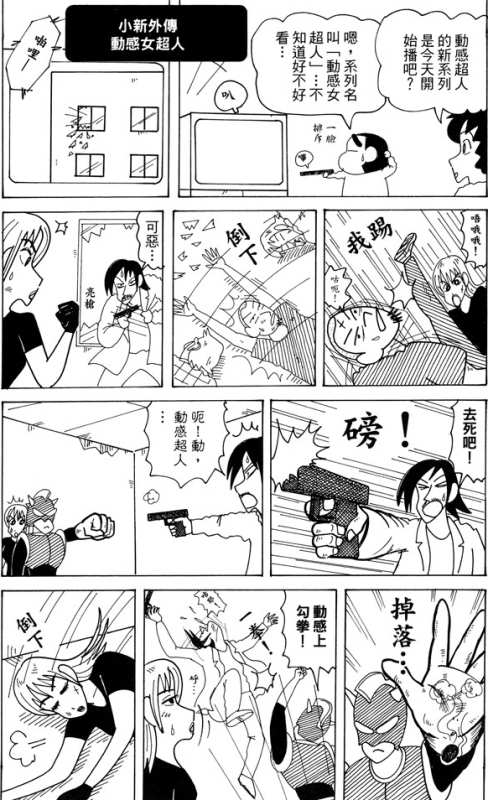 小新外傳
動感女超人
動感超人
的新系列
是今天開
始播吧?
嗯,系列名
叫「動感女
超人」…不
知道好不好
看…
一臉
排斥
叭
啪
哩
唔哦哦!
我踢
咕呃!
倒下
可惡…
亮槍
去死吧!
磅!
呃!動,
動感超人
…
掉落…
動感上
勾拳!
一拳!
倒下